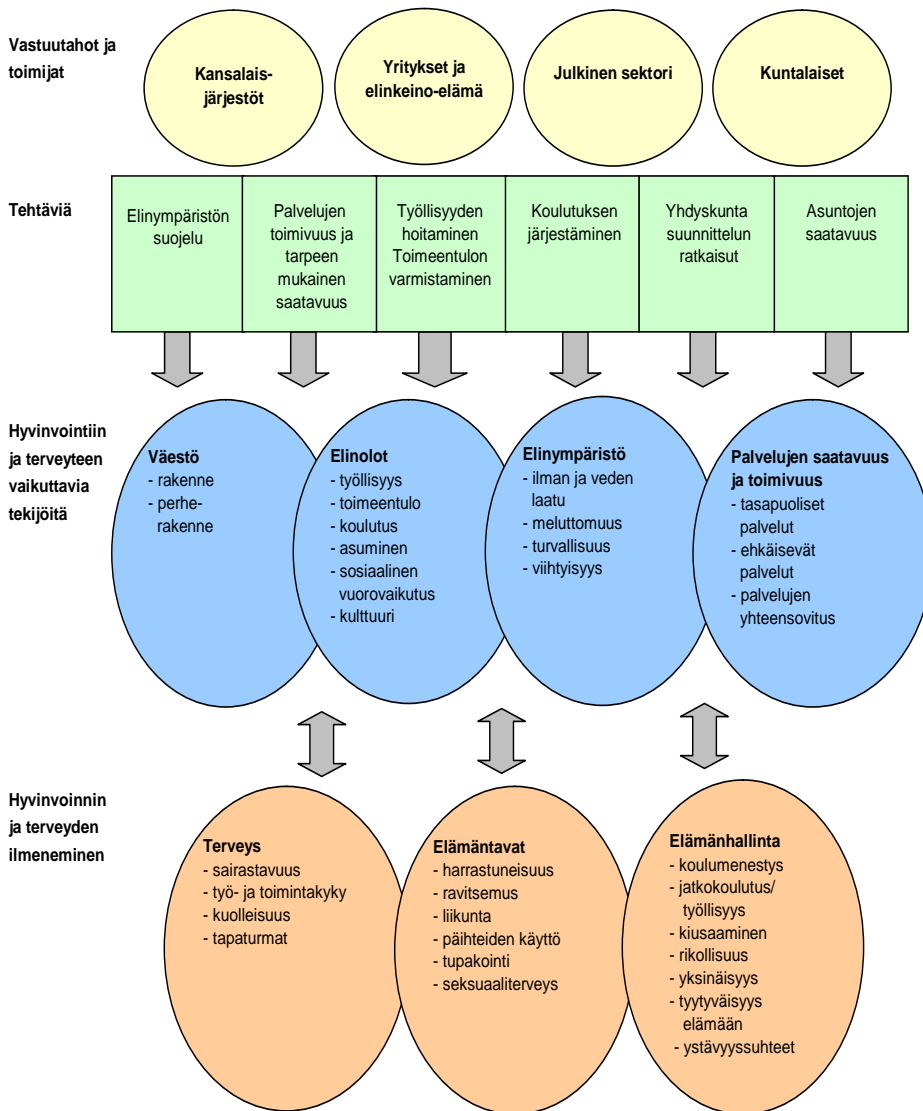 Vastuutahot ja
toimijat
Kansalais-
järjestöt
Yritykset ja
elinkeino-elämä
Julkinen sektori
Kuntalaiset
Tehtäviä
Elinympäristön
suojelu
Palvelujen
toimivuus ja
tarpeen
mukainen
saatavuus
Työllisyyden
hoitaminen
Toimeentulon
varmistaminen
Koulutuksen
järjestäminen
Yhdyskunta
suunnittelun
ratkaisut
Asuntojen
saatavuus
Hyvinvointiin
ja terveyteen
vaikuttavia
tekijöitä
Väestö
- rakenne
- perhe-
rakenne
Elinolot
- työllisyys
- toimeentulo
- koulutus
- asuminen
- sosiaalinen
vuorovaikutus
- kulttuuri
Elinympäristö
- ilman ja veden
laatu
- meluttomuus
- turvallisuus
- viihtyisyys
Palvelujen saatavuus
ja toimivuus
- tasapuoliset
palvelut
- ehkäisevät
palvelut
- palvelujen
yhteensovitus
Hyvinvoinnin
ja terveyden
ilmeneminen
Terveys
- sairastavuus
- työ- ja toimintakyky
- kuolleisuus
- tapaturmat
Elämäntavat
- harrastuneisuus
- ravitsemus
- liikunta
- päihteiden käyttö
- tupakointi
- seksuaaliterveys
Elämänhallinta
- koulumenestys
- jatkokoulutus/
työllisyys
- kiusaaminen
- rikollisuus
- yksinäisyys
- tyytyväisyys
elämään
- ystävyyssuhteet